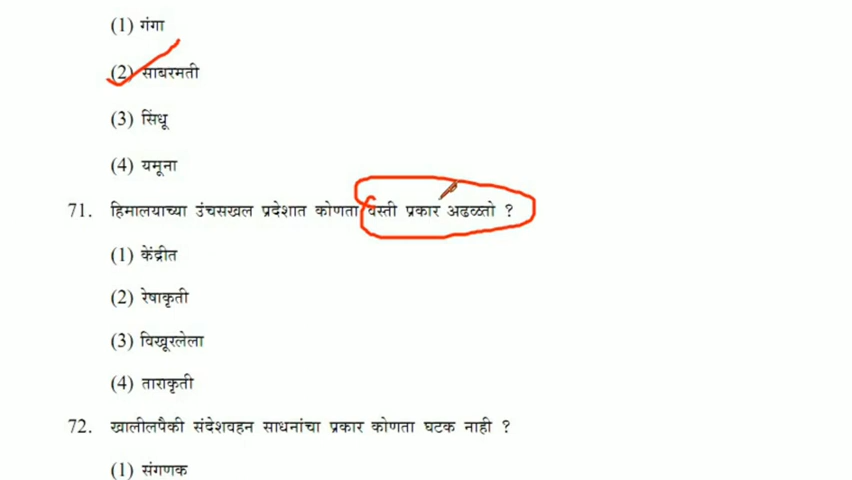 (1) गंगा
(2) साबरमती
(3) सिंधू
(4) यमूना
71. हिमालयाच्या उंचसखल प्रदेशात कोणता वस्ती प्रकार अढळतो ?
(1) केंद्रीत
(2) रेषाकृती
(3) विखूरलेला
(4) ताराकृती
72. खालीलपैकी संदेशवहन साधनांचा प्रकार कोणता घटक नाही ?
(1) संगणक